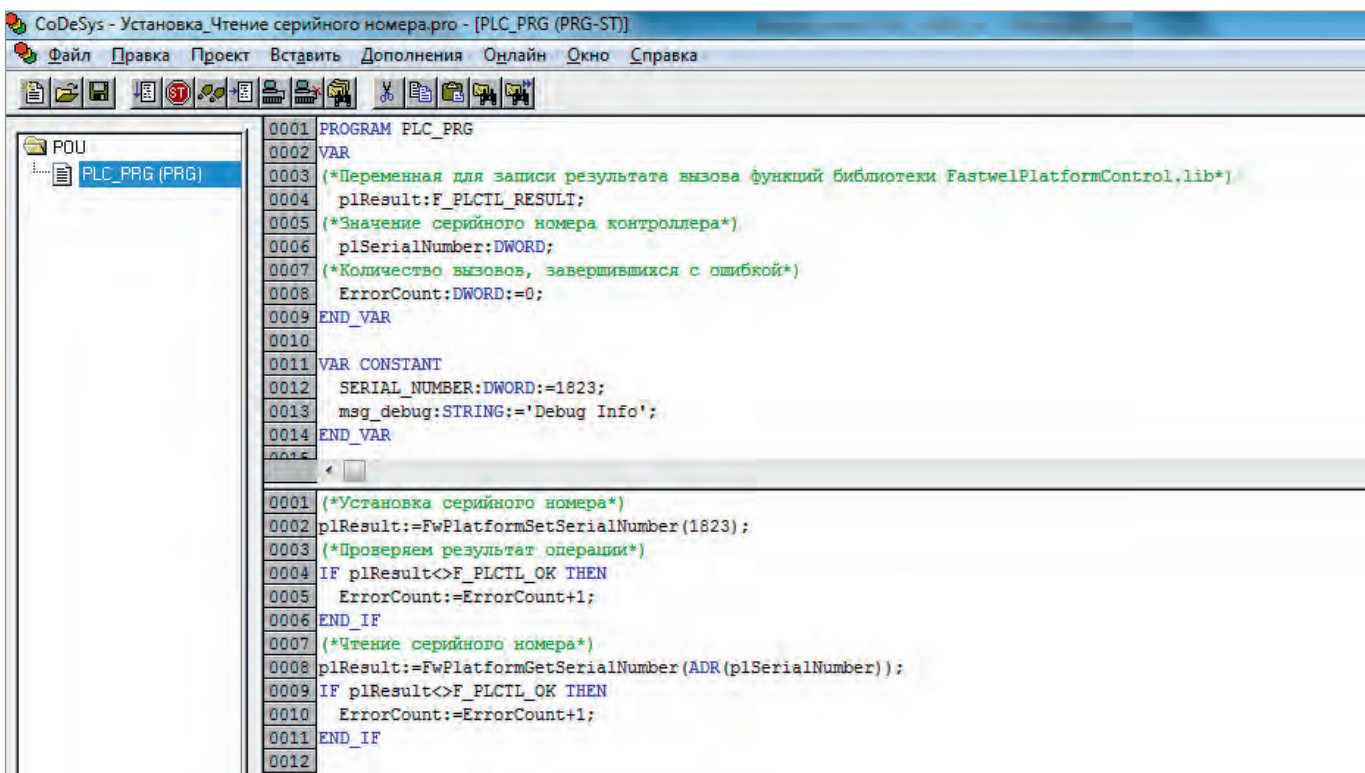 CoDeSys - Установка_Чтение серийного номера.pro - [PLC_PRG (PRG-ST)]
Файл Правка Проект Вставить Дополнения Онлайн Окно Справка
POU
PLC_PRG (PRG)
0001 PROGRAM PLC_PRG
0002 VAR
0003 (*Переменная для записи результата вызова функций библиотеки FastwelPlatformControl.lib*)
0004 plResult:F_PLCTL_RESULT;
0005 (*Значение серийного номера контроллера*)
0006 plSerialNumber:DWORD;
0007 (*Количество вызовов, завершившихся с ошибкой*)
0008 ErrorCount:DWORD:=0;
0009 END_VAR
0010
0011 VAR CONSTANT
0012 SERIAL_NUMBER:DWORD:=1823;
0013 msg_debug:STRING:='Debug Info';
0014 END_VAR
0015
0001 (*Установка серийного номера*)
0002 plResult:=FwPlatformSetSerialNumber(1823);
0003 (*Проверяем результат операции*)
0004 IF plResult<>F_PLCTL_OK THEN
0005 ErrorCount:=ErrorCount+1;
0006 END_IF
0007 (*Чтение серийного номера*)
0008 plResult:=FwPlatformGetSerialNumber(ADR(plSerialNumber));
0009 IF plResult<>F_PLCTL_OK THEN
0010 ErrorCount:=ErrorCount+1;
0011 END_IF
0012